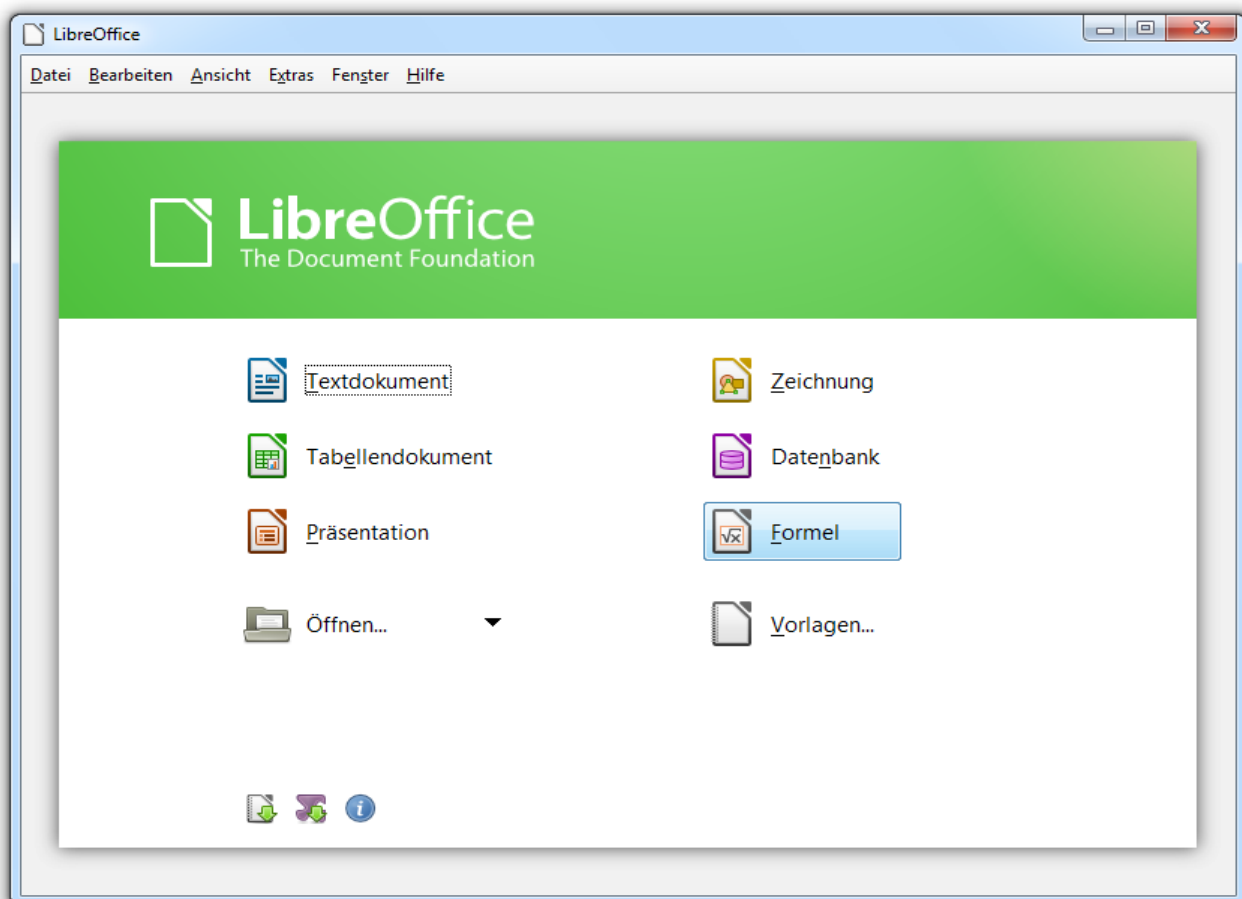 LibreOffice
Datei Bearbeiten Ansicht Extras Fenster Hilfe
LibreOffice
The Document Foundation
Textdokument Zeichnung
Tabellendokument Datenbank
Präsentation Formel
Öffnen... Vorlagen...